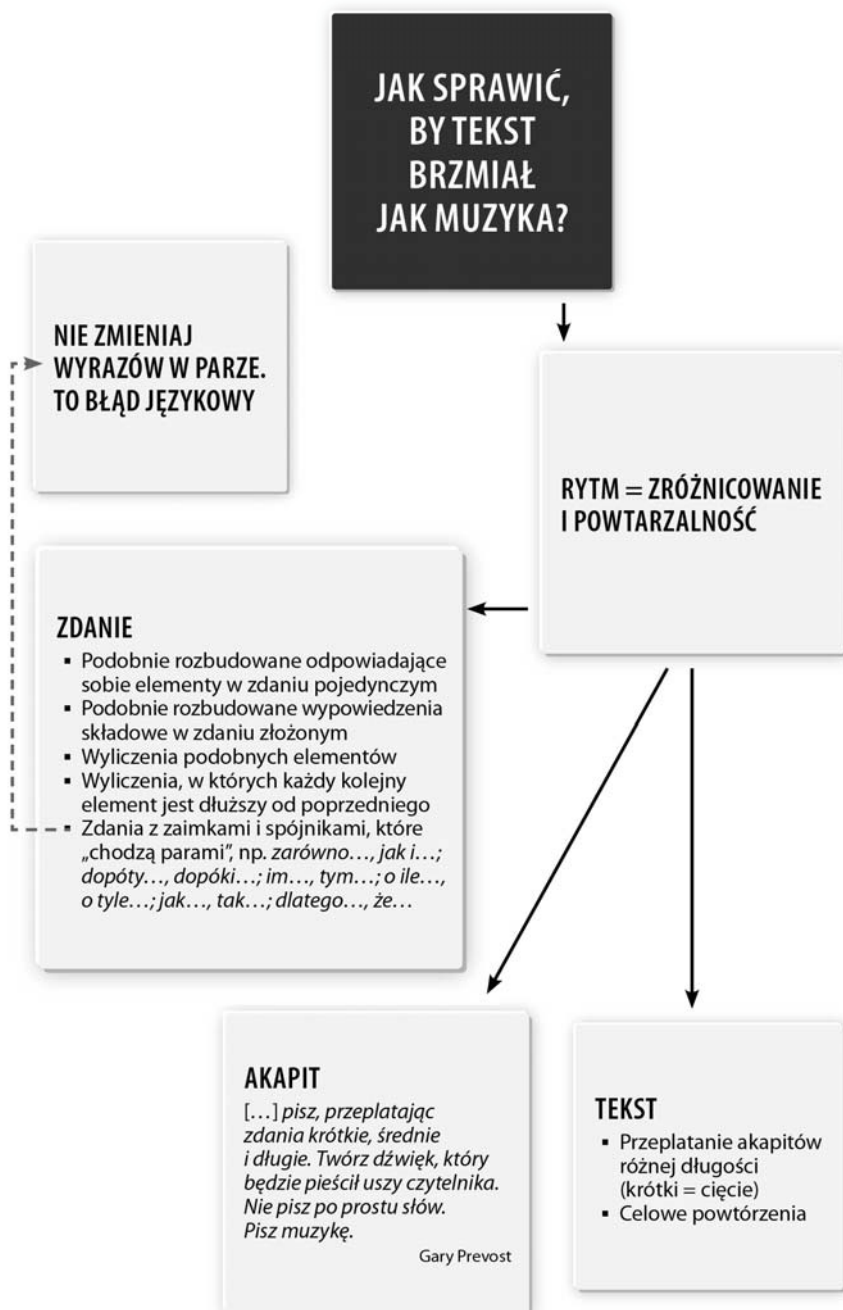 JAK SPRAWIĆ,
BY TEKST
BRZMIAŁ
JAK MUZYKA?
NIE ZMIENIAJ
WYRAZÓW W PARZE.
TO BŁĄD JĘZYKOWY
RYTM = ZRÓŻNICOWANIE
I POWTARZALNOŚĆ
ZDANIE
▪ Podobnie rozbudowane odpowiadające
sobie elementy w zdaniu pojedynczym
▪ Podobnie rozbudowane wypowiedzenia
składowe w zdaniu złożonym
▪ Wyliczenia podobnych elementów
▪ Wyliczenia, w których każdy kolejny
element jest dłuższy od poprzedniego
▪ Zdania z zaimkami i spójnikami, które
„chodzą parami”, np. zarówno…, jak i…;
dopóty…, dopóki…; im…, tym…; o ile…,
o tyle…; jak…, tak…; dlatego…, że…
AKAPIT
[…] pisz, przeplatając
zdania krótkie, średnie
i długie. Twórz dźwięk, który
będzie pieścił uszy czytelnika.
Nie pisz po prostu słów.
Pisz muzykę.
Gary Prevost
TEKST
▪ Przeplatanie akapitów
różnej długości
(krótki = cięcie)
▪ Celowe powtórzenia